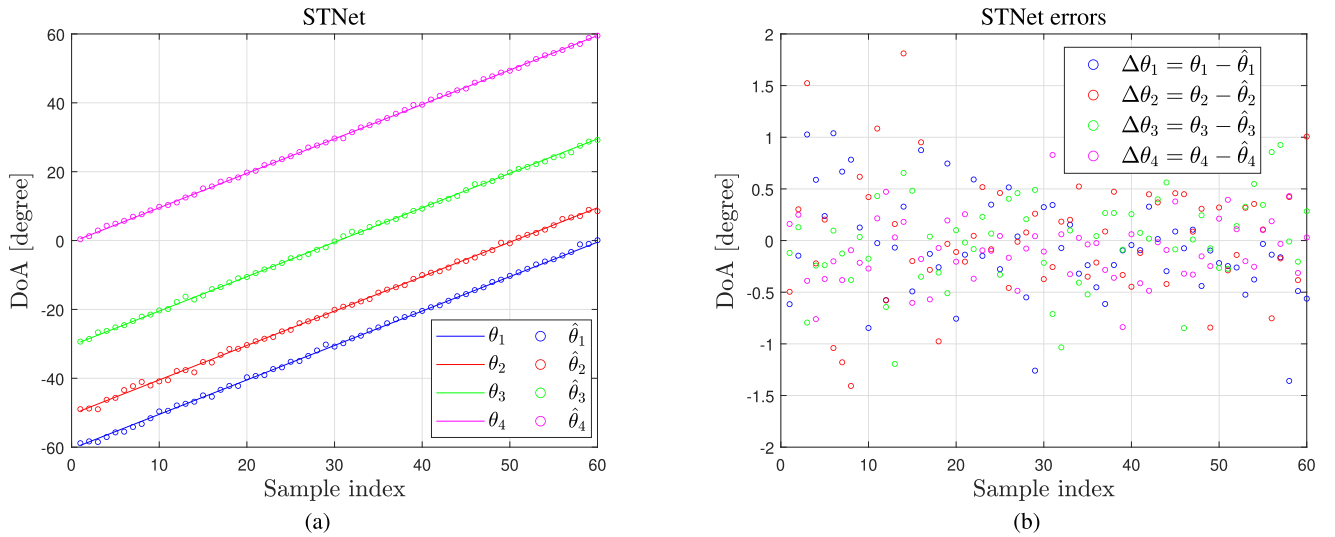 STNet
60
40
20
0
-20
-40
-60
0 10 20 30 40 50 60
DoA [degree]
Sample index
θ₁ θ̂₁
θ₂ θ̂₂
θ₃ θ̂₃
θ₄ θ̂₄
(a)
STNet errors
2
1.5
1
0.5
0
-0.5
-1
-1.5
-2
0 10 20 30 40 50 60
DoA [degree]
Sample index
Δθ₁ = θ₁ − θ̂₁
Δθ₂ = θ₂ − θ̂₂
Δθ₃ = θ₃ − θ̂₃
Δθ₄ = θ₄ − θ̂₄
(b)